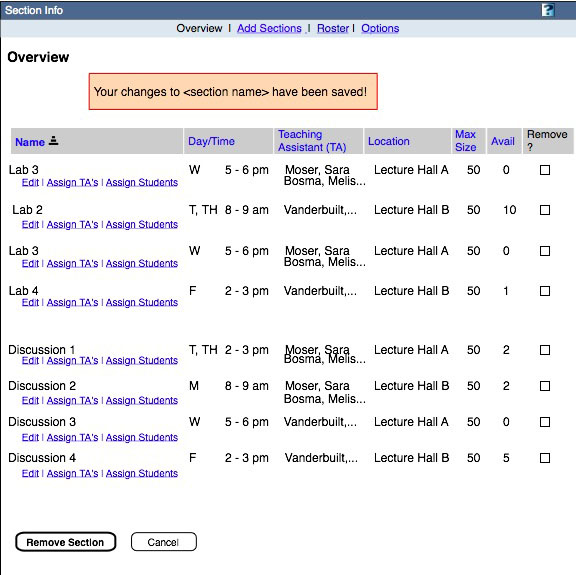 Section Info ?
Overview | Add Sections | Roster | Options
Overview
Your changes to <section name> have been saved!
Name Day/Time Teaching Assistant (TA) Location Max Size Avail Remove ?
Lab 3 W 5 - 6 pm Moser, Sara Lecture Hall A 50 0
Edit | Assign TA's | Assign Students Bosma, Melis...
Lab 2 T, TH 8 - 9 am Vanderbuilt,... Lecture Hall B 50 10
Edit | Assign TA's | Assign Students
Lab 3 W 5 - 6 pm Moser, Sara Lecture Hall A 50 0
Edit | Assign TA's | Assign Students Bosma, Melis...
Lab 4 F 2 - 3 pm Vanderbuilt,... Lecture Hall B 50 1
Edit | Assign TA's | Assign Students
Discussion 1 T, TH 2 - 3 pm Moser, Sara Lecture Hall A 50 2
Edit | Assign TA's | Assign Students Bosma, Melis...
Discussion 2 M 8 - 9 am Moser, Sara Lecture Hall B 50 2
Edit | Assign TA's | Assign Students Bosma, Melis...
Discussion 3 W 5 - 6 pm Vanderbuilt,... Lecture Hall A 50 0
Edit | Assign TA's | Assign Students
Discussion 4 F 2 - 3 pm Vanderbuilt,... Lecture Hall B 50 5
Edit | Assign TA's | Assign Students
Remove Section Cancel